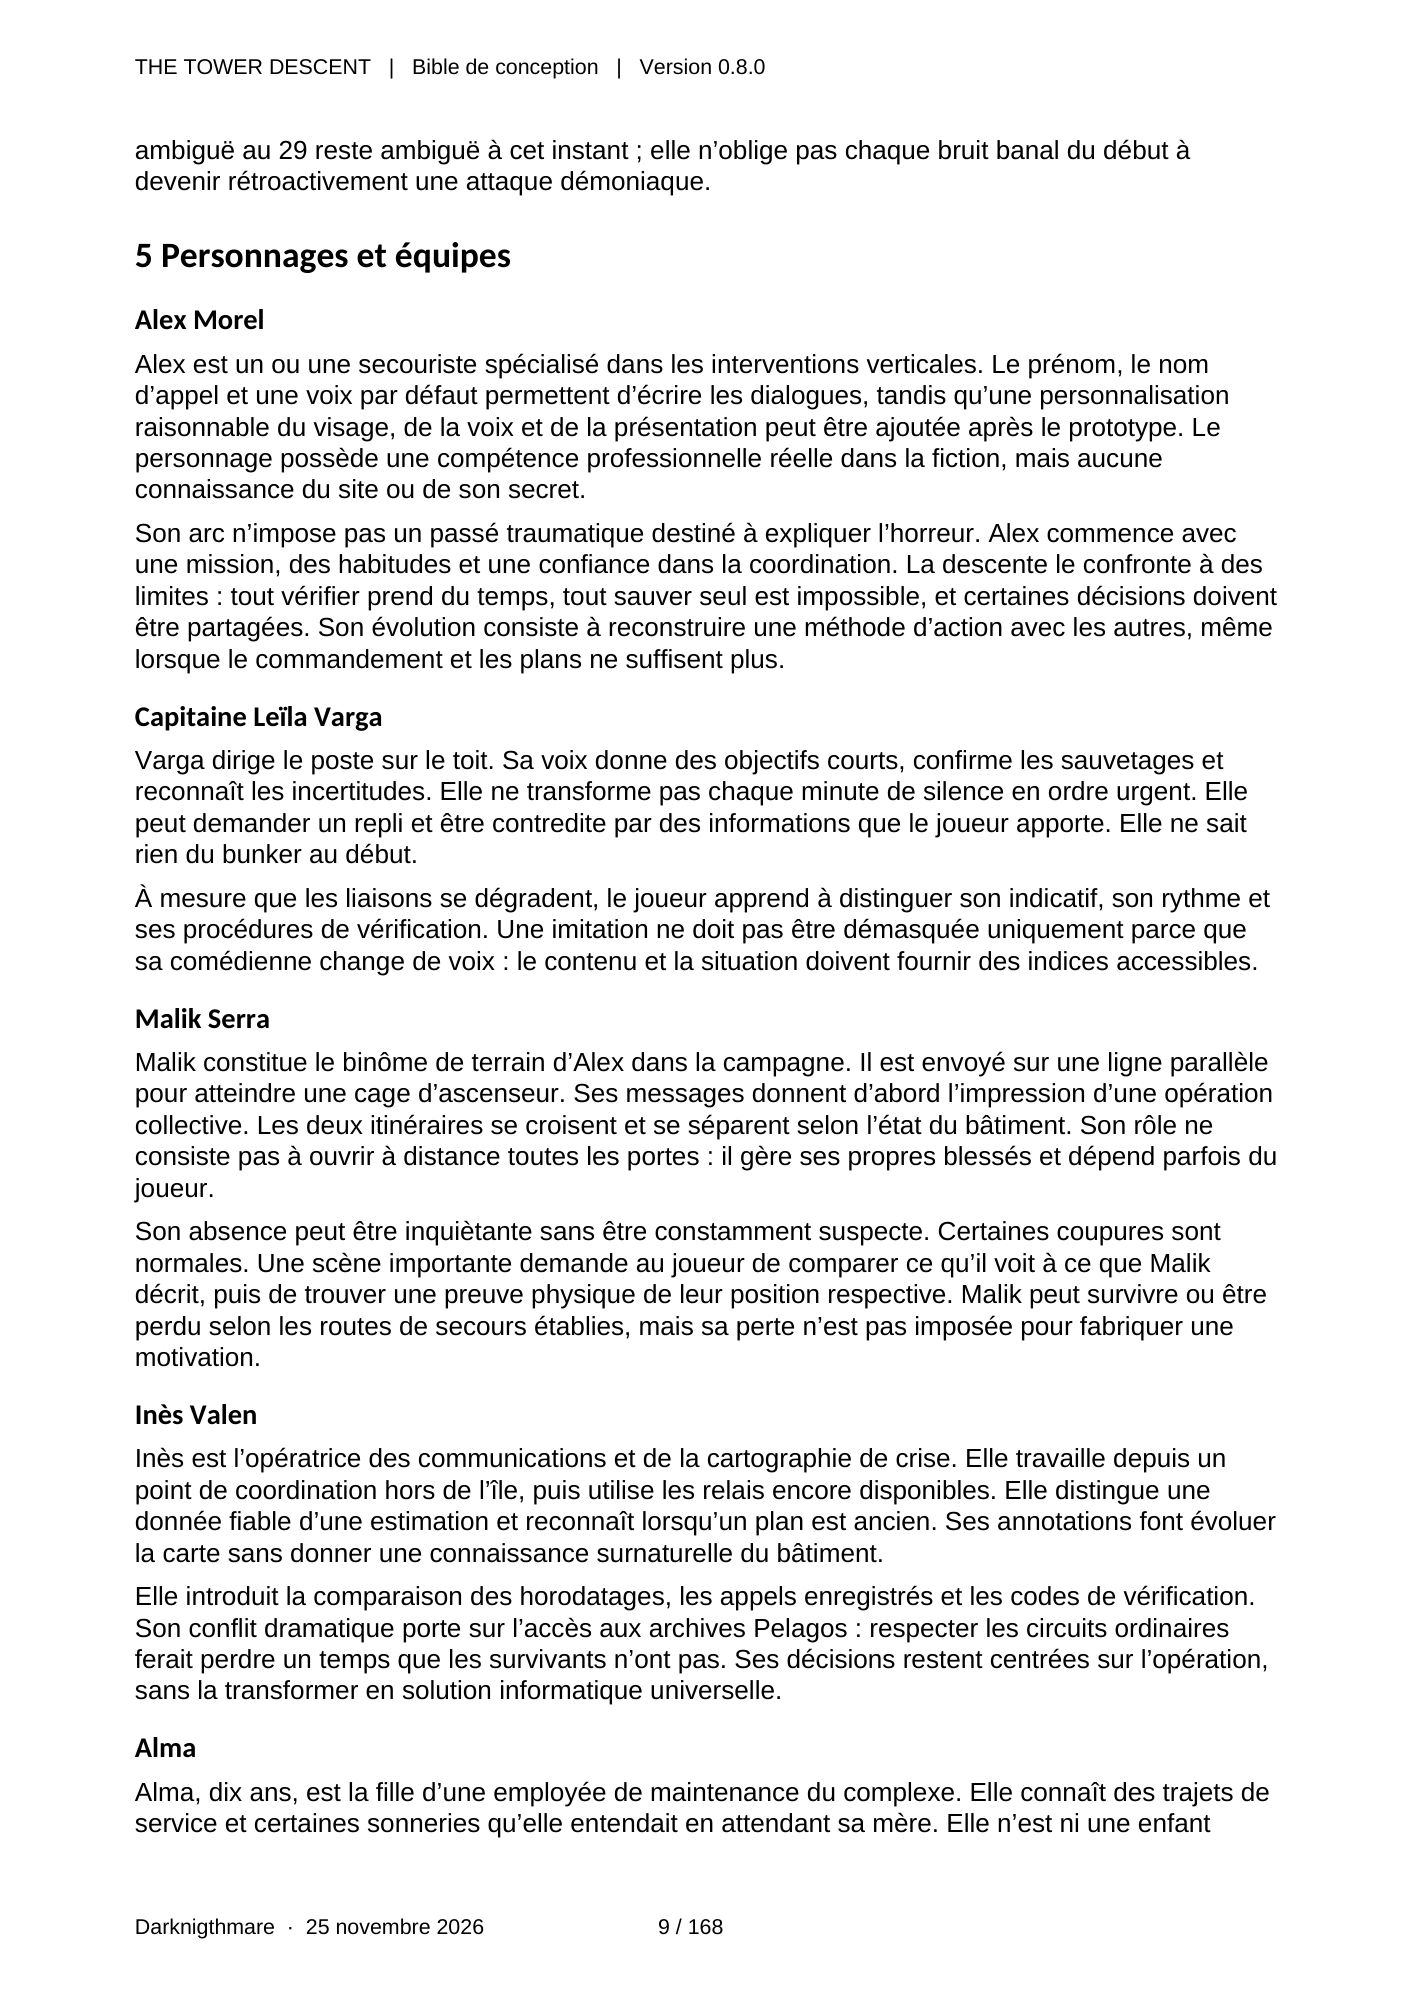 THE TOWER DESCENT | Bible de conception | Version 0.8.0
ambiguë au 29 reste ambiguë à cet instant ; elle n’oblige pas chaque bruit banal du début à
devenir rétroactivement une attaque démoniaque.
5 Personnages et équipes
Alex Morel
Alex est un ou une secouriste spécialisé dans les interventions verticales. Le prénom, le nom
d’appel et une voix par défaut permettent d’écrire les dialogues, tandis qu’une personnalisation
raisonnable du visage, de la voix et de la présentation peut être ajoutée après le prototype. Le
personnage possède une compétence professionnelle réelle dans la fiction, mais aucune
connaissance du site ou de son secret.
Son arc n’impose pas un passé traumatique destiné à expliquer l’horreur. Alex commence avec
une mission, des habitudes et une confiance dans la coordination. La descente le confronte à des
limites : tout vérifier prend du temps, tout sauver seul est impossible, et certaines décisions doivent
être partagées. Son évolution consiste à reconstruire une méthode d’action avec les autres, même
lorsque le commandement et les plans ne suffisent plus.
Capitaine Leïla Varga
Varga dirige le poste sur le toit. Sa voix donne des objectifs courts, confirme les sauvetages et
reconnaît les incertitudes. Elle ne transforme pas chaque minute de silence en ordre urgent. Elle
peut demander un repli et être contredite par des informations que le joueur apporte. Elle ne sait
rien du bunker au début.
À mesure que les liaisons se dégradent, le joueur apprend à distinguer son indicatif, son rythme et
ses procédures de vérification. Une imitation ne doit pas être démasquée uniquement parce que
sa comédienne change de voix : le contenu et la situation doivent fournir des indices accessibles.
Malik Serra
Malik constitue le binôme de terrain d’Alex dans la campagne. Il est envoyé sur une ligne parallèle
pour atteindre une cage d’ascenseur. Ses messages donnent d’abord l’impression d’une opération
collective. Les deux itinéraires se croisent et se séparent selon l’état du bâtiment. Son rôle ne
consiste pas à ouvrir à distance toutes les portes : il gère ses propres blessés et dépend parfois du
joueur.
Son absence peut être inquiètante sans être constamment suspecte. Certaines coupures sont
normales. Une scène importante demande au joueur de comparer ce qu’il voit à ce que Malik
décrit, puis de trouver une preuve physique de leur position respective. Malik peut survivre ou être
perdu selon les routes de secours établies, mais sa perte n’est pas imposée pour fabriquer une
motivation.
Inès Valen
Inès est l’opératrice des communications et de la cartographie de crise. Elle travaille depuis un
point de coordination hors de l’île, puis utilise les relais encore disponibles. Elle distingue une
donnée fiable d’une estimation et reconnaît lorsqu’un plan est ancien. Ses annotations font évoluer
la carte sans donner une connaissance surnaturelle du bâtiment.
Elle introduit la comparaison des horodatages, les appels enregistrés et les codes de vérification.
Son conflit dramatique porte sur l’accès aux archives Pelagos : respecter les circuits ordinaires
ferait perdre un temps que les survivants n’ont pas. Ses décisions restent centrées sur l’opération,
sans la transformer en solution informatique universelle.
Alma
Alma, dix ans, est la fille d’une employée de maintenance du complexe. Elle connaît des trajets de
service et certaines sonneries qu’elle entendait en attendant sa mère. Elle n’est ni une enfant
Darknigthmare · 25 novembre 2026 9 / 168